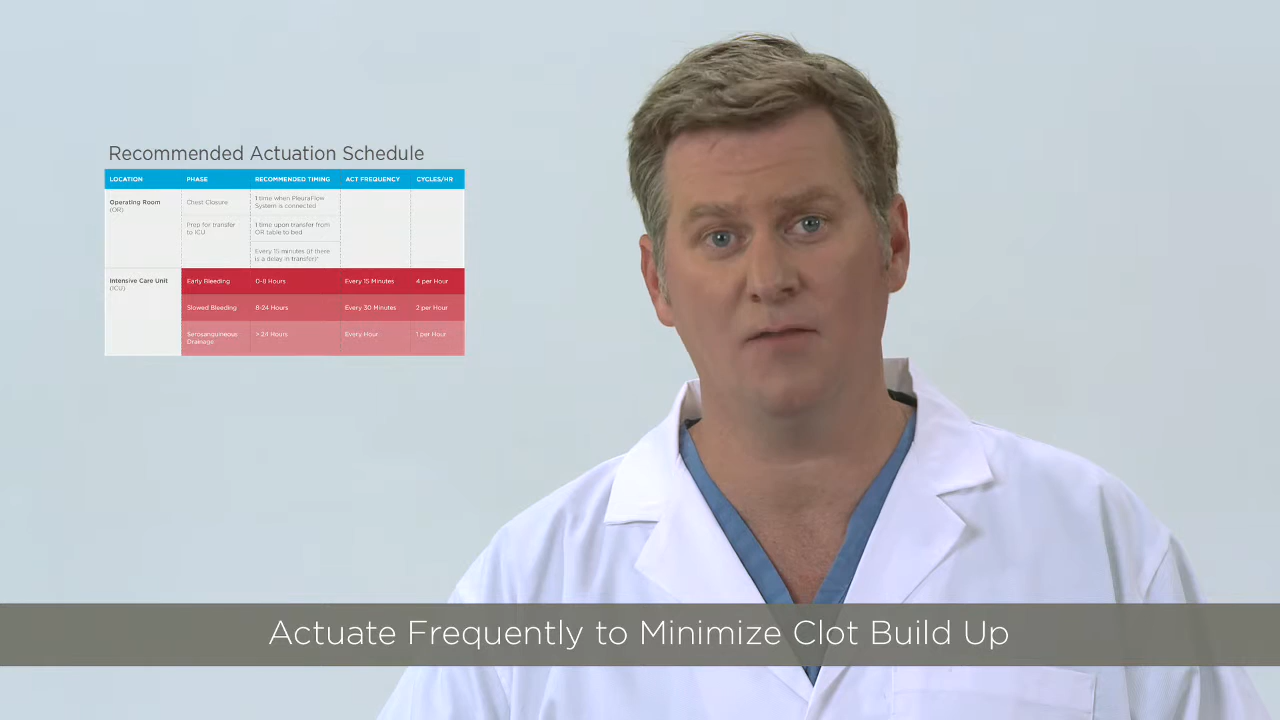 Recommended Actuation Schedule
LOCATION PHASE RECOMMENDED TIMING ACT FREQUENCY CYCLES/HR
Operating Room
(OR)
Chest Closure
1 time when PleuraFlow
System is connected
Prep for transfer
to ICU
1 time upon transfer from
OR table to bed
Every 15 minutes (if there
is a delay in transfer)*
Intensive Care Unit
(ICU)
Early Bleeding 0-8 Hours Every 15 Minutes 4 per Hour
Slowed Bleeding 8-24 Hours Every 30 Minutes 2 per Hour
Serosanguineous
Drainage
> 24 Hours Every Hour 1 per Hour
Actuate Frequently to Minimize Clot Build Up